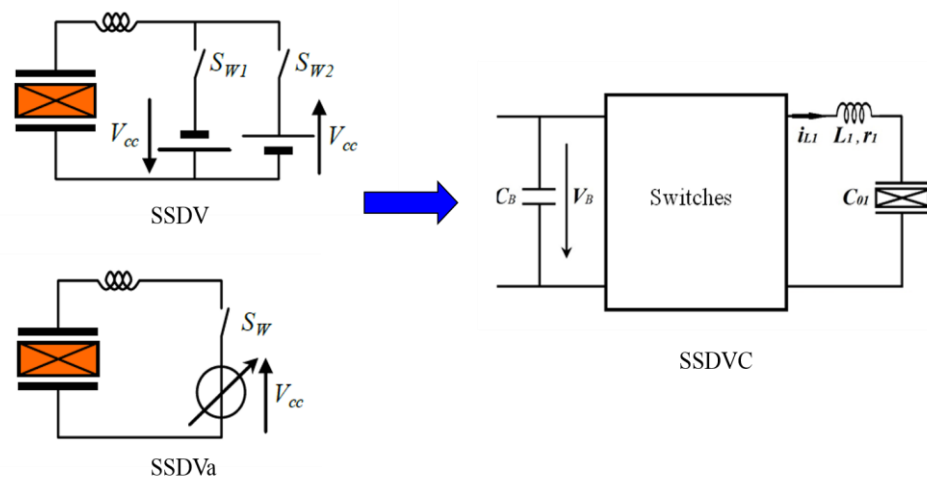 S_W1
S_W2
V_cc
V_cc
SSDV
S_W
V_cc
SSDVa
C_B
V_B
Switches
i_L1
L_1, r_1
C_01
SSDVC